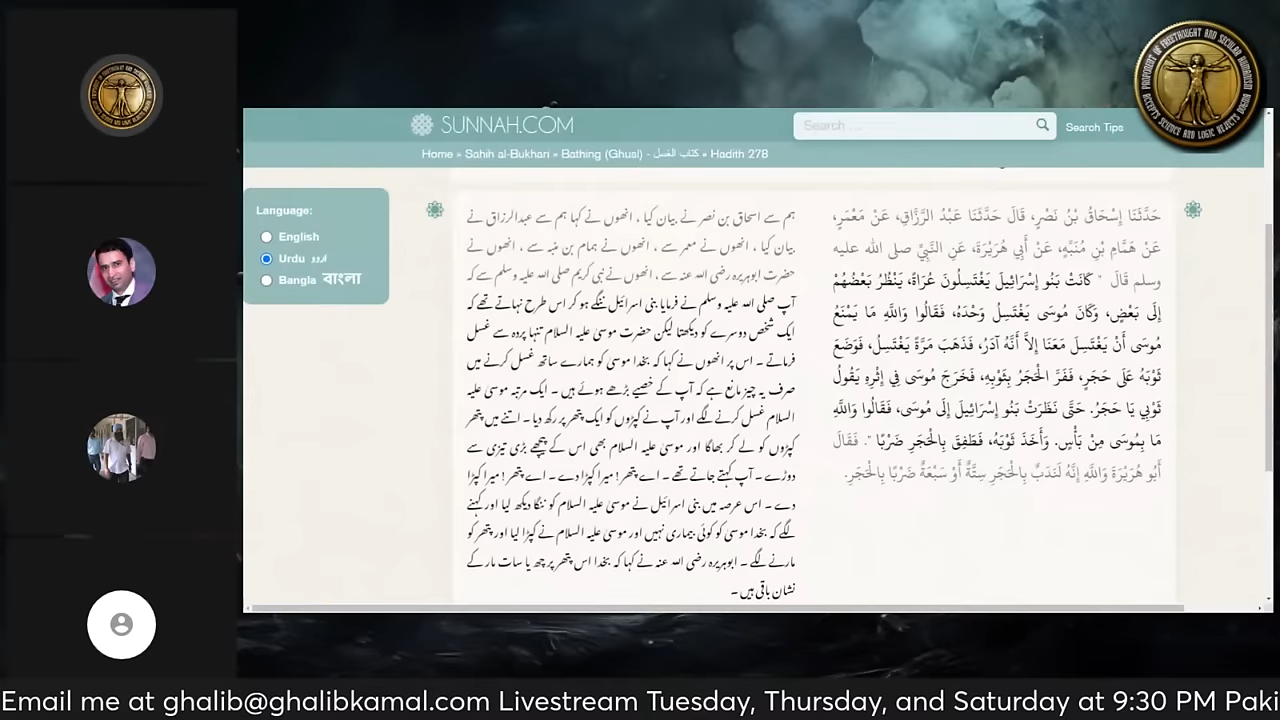 PROPONENT OF FREETHOUGHT AND SECULAR HUMANISM
ACCEPTS SCIENCE AND LOGIC REJECTS DOGMA
SUNNAH.COM
Search …
Search Tips
Home » Sahih al-Bukhari » Bathing (Ghusl) - كتاب الغسل » Hadith 278
Language:
English
Urdu اردو
Bangla বাংলা
حَدَّثَنَا إِسْحَاقُ بْنُ نَصْرٍ، قَالَ حَدَّثَنَا عَبْدُ الرَّزَّاقِ، عَنْ مَعْمَرٍ،
عَنْ هَمَّامِ بْنِ مُنَبِّهٍ، عَنْ أَبِي هُرَيْرَةَ، عَنِ النَّبِيِّ صلى الله عليه
وسلم قَالَ " كَانَتْ بَنُو إِسْرَائِيلَ يَغْتَسِلُونَ عُرَاةً، يَنْظُرُ بَعْضُهُمْ
إِلَى بَعْضٍ، وَكَانَ مُوسَى يَغْتَسِلُ وَحْدَهُ، فَقَالُوا وَاللَّهِ مَا يَمْنَعُ
مُوسَى أَنْ يَغْتَسِلَ مَعَنَا إِلاَّ أَنَّهُ آدَرُ، فَذَهَبَ مَرَّةً يَغْتَسِلُ، فَوَضَعَ
ثَوْبَهُ عَلَى حَجَرٍ، فَفَرَّ الْحَجَرُ بِثَوْبِهِ، فَخَرَجَ مُوسَى فِي إِثْرِهِ يَقُولُ
ثَوْبِي يَا حَجَرُ. حَتَّى نَظَرَتْ بَنُو إِسْرَائِيلَ إِلَى مُوسَى، فَقَالُوا وَاللَّهِ
مَا بِمُوسَى مِنْ بَأْسٍ. وَأَخَذَ ثَوْبَهُ، فَطَفِقَ بِالْحَجَرِ ضَرْبًا ". فَقَالَ
أَبُو هُرَيْرَةَ وَاللَّهِ إِنَّهُ لَنَدَبٌ بِالْحَجَرِ سِتَّةٌ أَوْ سَبْعَةٌ ضَرْبًا بِالْحَجَرِ.
ہم سے اسحاق بن نصر نے بیان کیا ، انھوں نے کہا ہم سے عبدالرزاق نے
بیان کیا ، انھوں نے معمر سے ، انھوں نے ہمام بن منبہ سے ، انھوں نے
حضرت ابوہریرہ رضی اللہ عنہ سے ، انھوں نے نبی کریم صلی اللہ علیہ وسلم سے کہ
آپ صلی اللہ علیہ وسلم نے فرمایا بنی اسرائیل ننگے ہو کر اس طرح نہاتے تھے کہ
ایک شخص دوسرے کو دیکھتا لیکن حضرت موسیٰ علیہ السلام تنہا پردہ سے غسل
فرماتے ۔ اس پر انھوں نے کہا کہ بخدا موسیٰ کو ہمارے ساتھ غسل کرنے میں
صرف یہ چیز مانع ہے کہ آپ کے خصیے بڑھے ہوئے ہیں ۔ ایک مرتبہ موسیٰ علیہ
السلام غسل کرنے لگے اور آپ نے کپڑوں کو ایک پتھر پر رکھ دیا ۔ اتنے میں پتھر
کپڑوں کو لے کر بھاگا اور موسیٰ علیہ السلام بھی اس کے پیچھے بڑی تیزی سے
دوڑے ۔ آپ کہتے جاتے تھے ۔ اے پتھر ! میرا کپڑا دے ۔ اے پتھر ! میرا کپڑا
دے ۔ اس عرصہ میں بنی اسرائیل نے موسیٰ علیہ السلام کو ننگا دیکھ لیا اور کہنے
لگے کہ بخدا موسیٰ کو کوئی بیماری نہیں اور موسیٰ علیہ السلام نے کپڑا لیا اور پتھر کو
مارنے لگے ۔ ابوہریرہ رضی اللہ عنہ نے کہا کہ بخدا اس پتھر پر چھ یا سات مار کے
نشان باقی ہیں ۔
Email me at ghalib@ghalibkamal.com Livestream Tuesday, Thursday, and Saturday at 9:30 PM Paki